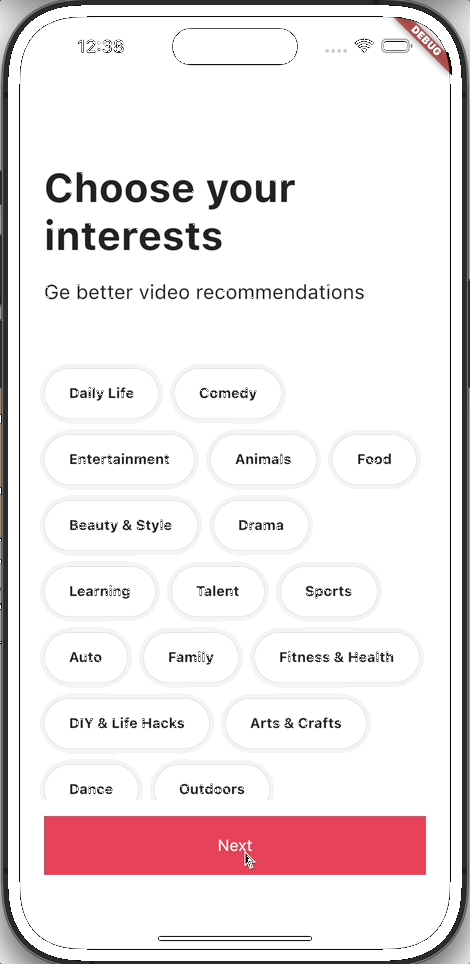 12:36
DEBUG
Choose your
interests
Ge better video recommendations
Daily Life Comedy
Entertainment Animals Food
Beauty & Style Drama
Learning Talent Sports
Auto Family Fitness & Health
DIY & Life Hacks Arts & Crafts
Dance Outdoors
Next